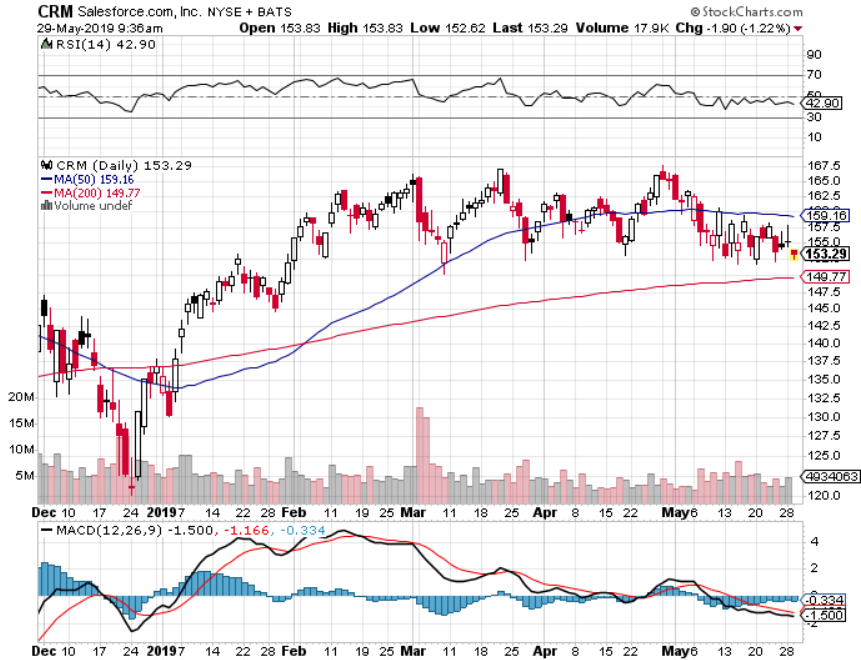 CRM Salesforce.com, Inc. NYSE + BATS © StockCharts.com
29-May-2019 9:36am Open 153.83 High 153.83 Low 152.62 Last 153.29 Volume 17.9K Chg -1.90 (-1.22%)
RSI(14) 42.90
90
70
50
42.90
30
10
CRM (Daily) 153.29
MA(50) 159.16
MA(200) 149.77
Volume undef
167.5
165.0
162.5
160.0
159.16
157.5
155.0
153.29
149.77
147.5
145.0
142.5
140.0
137.5
135.0
132.5
130.0
127.5
125.0
120.0
20M
15M
10M
5M
4934063
Dec 10 17 24 2019 7 14 22 28 Feb 11 19 25 Mar 11 18 25 Apr 8 15 22 May 6 13 20 28
MACD(12,26,9) -1.500, -1.166, -0.334
4
2
0
-0.334
-1.500
-2
Dec 10 17 24 2019 7 14 22 28 Feb 11 19 25 Mar 11 18 25 Apr 8 15 22 May 6 13 20 28